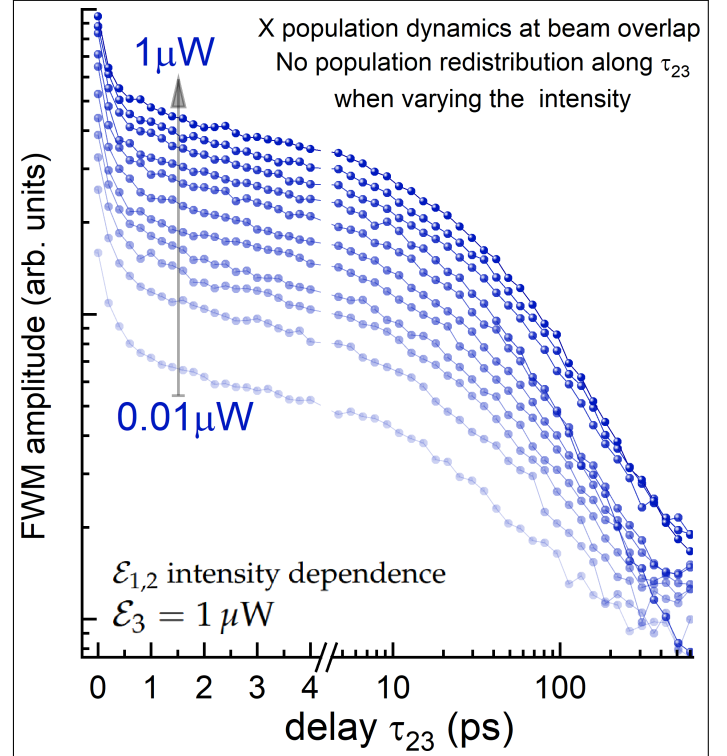 X population dynamics at beam overlap
No population redistribution along τ₂₃
when varying the intensity
1μW
0.01μW
FWM amplitude (arb. units)
ℰ₁,₂ intensity dependence
ℰ₃ = 1 μW
0 1 2 3 4 10 100
delay τ₂₃ (ps)